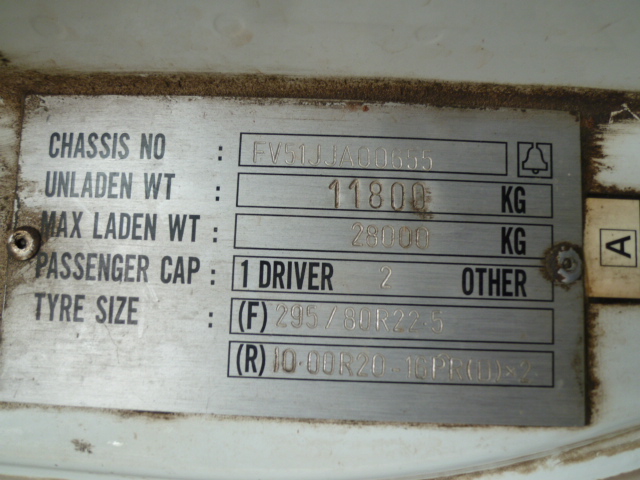 CHASSIS NO : FV51JJA00655
UNLADEN WT : 11800 KG
MAX LADEN WT : 28000 KG
PASSENGER CAP : 1 DRIVER 2 OTHER
TYRE SIZE : (F) 295/80R22.5
(R) 10.00R20-16PR(D)×2
A